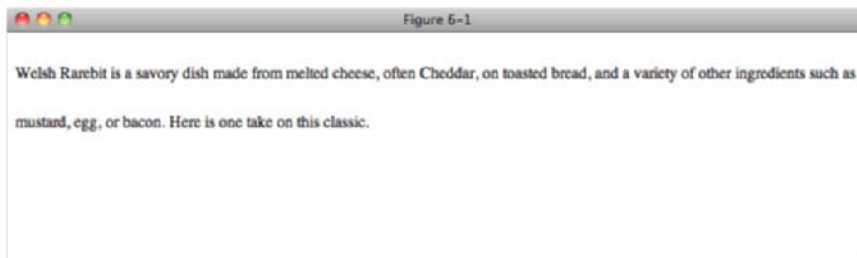 Figure 6-1
Welsh Rarebit is a savory dish made from melted cheese, often Cheddar, on toasted bread, and a variety of other ingredients such as
mustard, egg, or bacon. Here is one take on this classic.